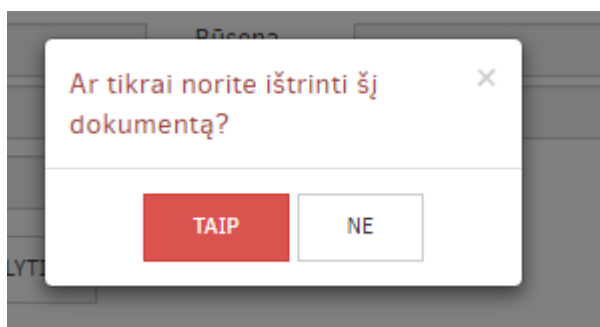 Būsena
Ar tikrai norite ištrinti šį
dokumentą?
×
TAIP
NE